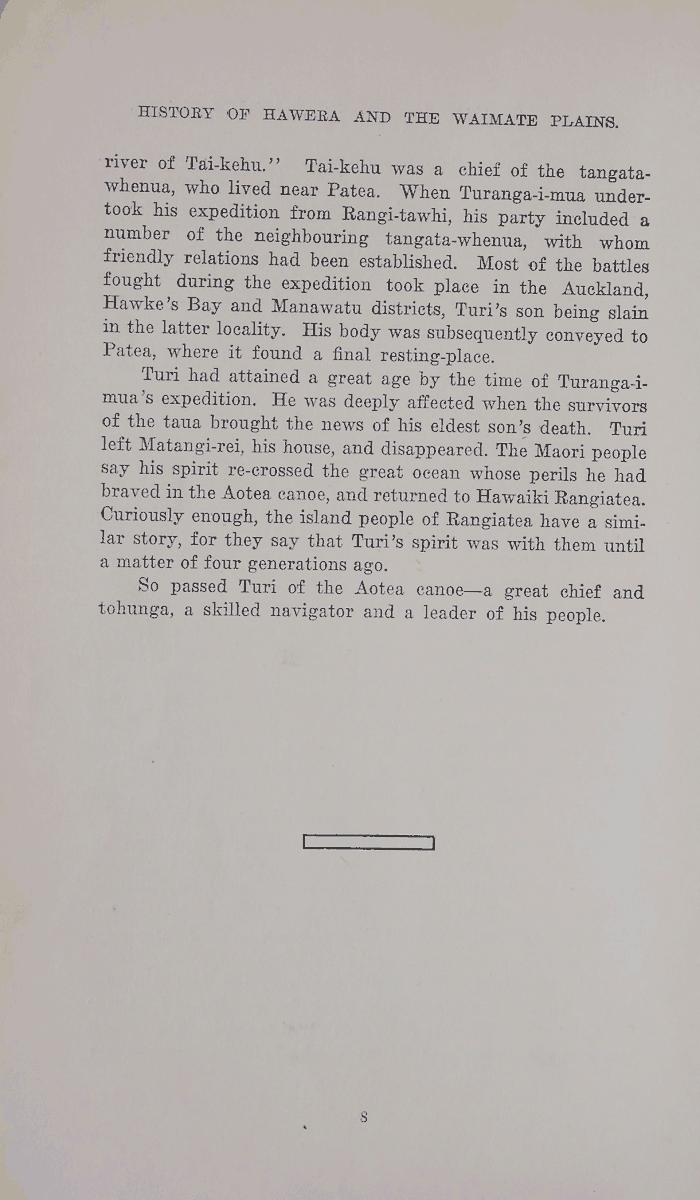 HISTORY OF HAWERA AND THE WAIMATE PLAINS.
river of Tai-kehu.” Tai-kehu was a chief of the tangata-
whenua, who lived near Patea. When Turanga-i-mua under-
took his expedition from Rangi-tawhi, his party included a
number of the neighbouring tangata-whenua, with whom
friendly relations had been established. Most of the battles
fought during the expedition took place in the Auckland,
Hawke’s Bay and Manawatu districts, Turi’s son being slain
in the latter locality. His body was subsequently conveyed to
Patea, where it found a final resting-place.
Turi had attained a great age by the time of Turanga-i-
mua’s expedition. He was deeply affected when the survivors
of the taua brought the news of his eldest son’s death. Turi
left Matangi-rei, his house, and disappeared. The Maori people
say his spirit re-crossed the great ocean whose perils he had
braved in the Aotea canoe, and returned to Hawaiki Rangiatea.
Curiously enough, the island people of Rangiatea have a simi-
lar story, for they say that Turi’s spirit was with them until
a matter of four generations ago.
So passed Turi of the Aotea canoe—a great chief and
tohunga, a skilled navigator and a leader of his people.
8